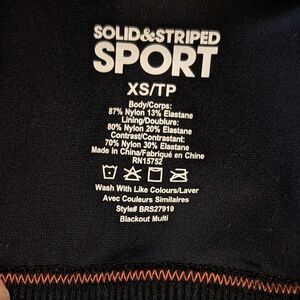 SOLID&STRIPED
SPORT
XS/TP
Body/Corps:
87% Nylon 13% Elastane
Lining/Doublure:
80% Nylon 20% Elastane
Contrast/Contrastant:
70% Nylon 30% Elastane
Made in China/Fabriqué en Chine
RN15752
Wash With Like Colours/Laver
Avec Couleurs Similaires
Style# BRS27919
Blackout Multi